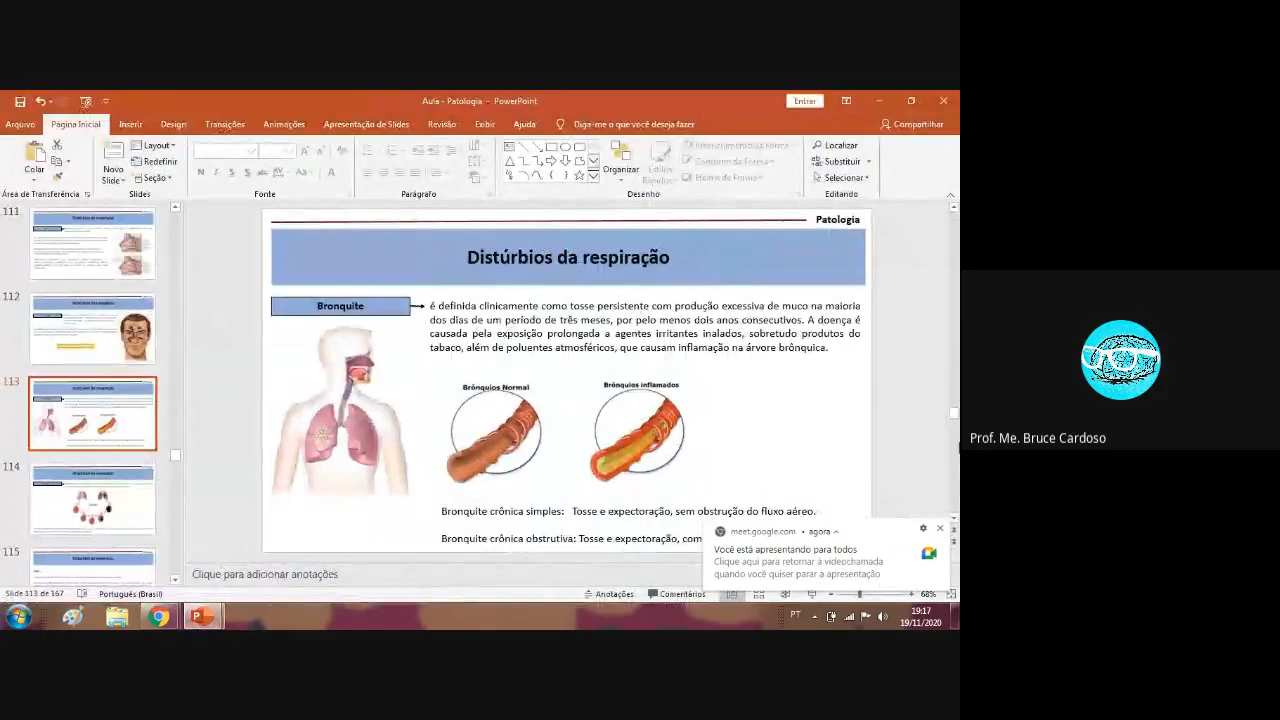 Aula - Patologia - PowerPoint
Entrar
Arquivo
Página Inicial
Inserir
Design
Transições
Animações
Apresentação de Slides
Revisão
Exibir
Ajuda
Diga-me o que você deseja fazer
Compartilhar
Colar
Área de Transferência
Novo
Slide
Layout
Redefinir
Seção
Slides
Fonte
Parágrafo
Organizar
Estilos
Rápidos
Contorno da Forma
Desenho
Localizar
Substituir
Selecionar
Editando
111
112
113
114
115
Patologia
Distúrbios da respiração
Bronquite
é definida clinicamente como tosse persistente com produção excessiva de muco na maioria
dos dias de um período de três meses, por pelo menos dois anos consecutivos. A doença é
causada pela exposição prolongada a agentes irritantes inalados, sobretudo produtos do
tabaco, além de poluentes atmosféricos, que causam inflamação na árvore brônquica.
Brônquios Normal
Brônquios inflamados
Bronquite crônica simples: Tosse e expectoração, sem obstrução do fluxo aéreo.
Bronquite crônica obstrutiva: Tosse e expectoração, com
meet.google.com • agora
Você está apresentando para todos
Clique aqui para retornar à videochamada
quando você quiser parar a apresentação
Clique para adicionar anotações
Slide 113 de 167
Português (Brasil)
Anotações
Comentários
68%
PT
19:17
19/11/2020
Prof. Me. Bruce Cardoso